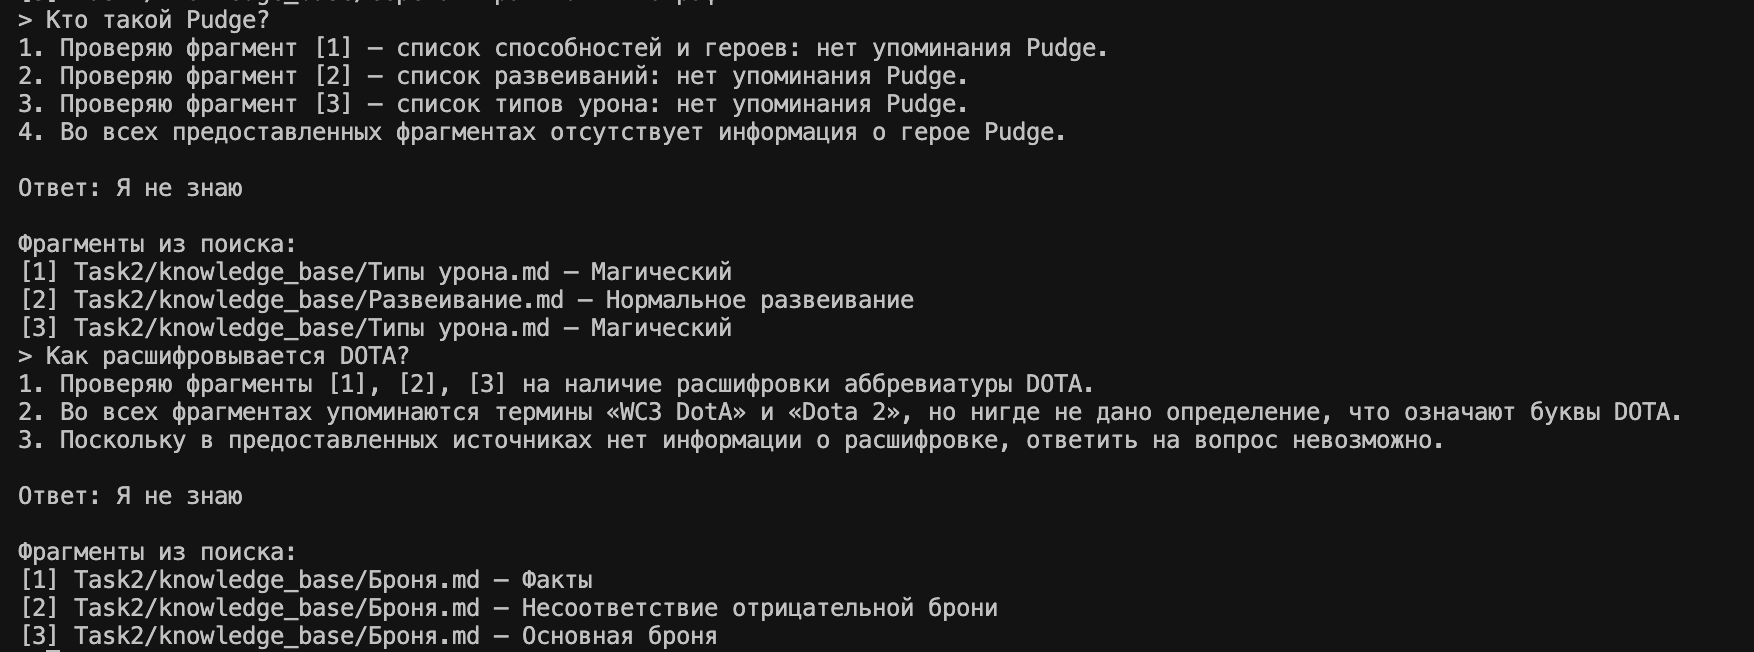 > Кто такой Pudge?
1. Проверяю фрагмент [1] — список способностей и героев: нет упоминания Pudge.
2. Проверяю фрагмент [2] — список развеиваний: нет упоминания Pudge.
3. Проверяю фрагмент [3] — список типов урона: нет упоминания Pudge.
4. Во всех предоставленных фрагментах отсутствует информация о герое Pudge.
Ответ: Я не знаю
Фрагменты из поиска:
[1] Task2/knowledge_base/Типы урона.md — Магический
[2] Task2/knowledge_base/Развеивание.md — Нормальное развеивание
[3] Task2/knowledge_base/Типы урона.md — Магический
> Как расшифровывается DOTA?
1. Проверяю фрагменты [1], [2], [3] на наличие расшифровки аббревиатуры DOTA.
2. Во всех фрагментах упоминаются термины «WC3 DotA» и «Dota 2», но нигде не дано определение, что означают буквы DOTA.
3. Поскольку в предоставленных источниках нет информации о расшифровке, ответить на вопрос невозможно.
Ответ: Я не знаю
Фрагменты из поиска:
[1] Task2/knowledge_base/Броня.md — Факты
[2] Task2/knowledge_base/Броня.md — Несоответствие отрицательной брони
[3] Task2/knowledge_base/Броня.md — Основная броня